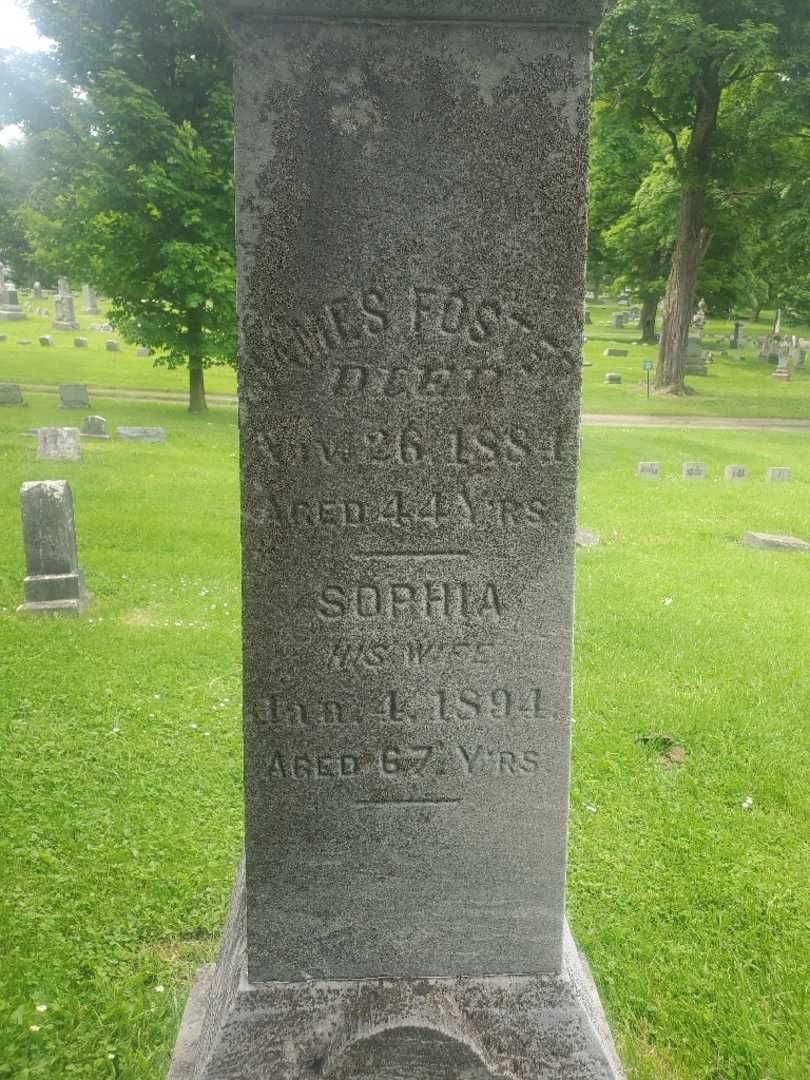 JAMES FOSTER
DIED
Nov. 26 1884
AGED 44 Y'RS.
SOPHIA
HIS WIFE
Jan. 4. 1894.
AGED 67. Y'RS.